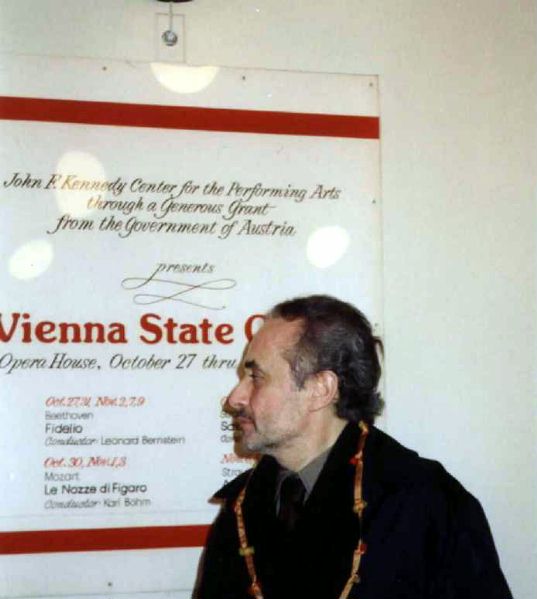 John F. Kennedy Center for the Performing Arts
through a Generous Grant
from the Government of Austria
presents
Vienna State
Opera House, October 27 thru
Oct. 27,31, Nov. 2,7,9
Beethoven
Fidelio
Conductor: Leonard Bernstein
Oct. 30, Nov. 1,3
Mozart
Le Nozze di Figaro
Conductor: Karl Böhm